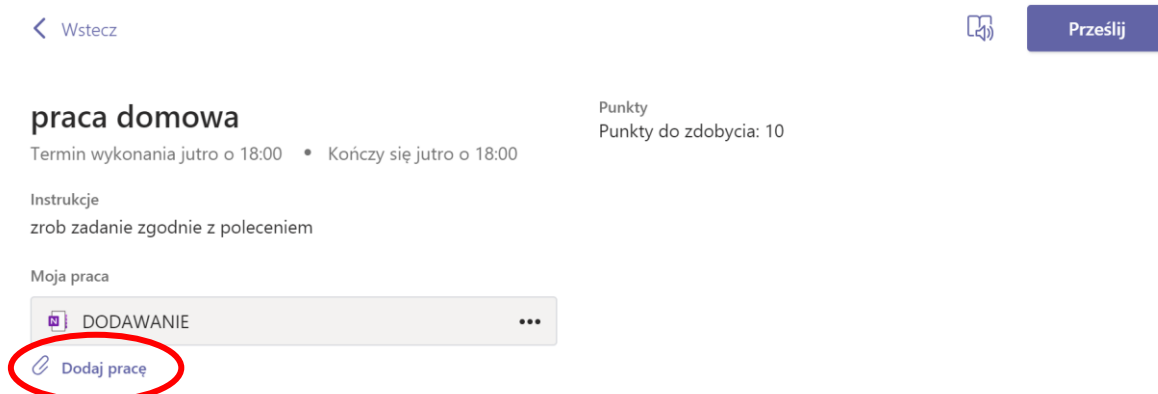 Wstecz
Prześlij
praca domowa
Termin wykonania jutro o 18:00 • Kończy się jutro o 18:00
Punkty
Punkty do zdobycia: 10
Instrukcje
zrob zadanie zgodnie z poleceniem
Moja praca
N DODAWANIE •••
Dodaj pracę